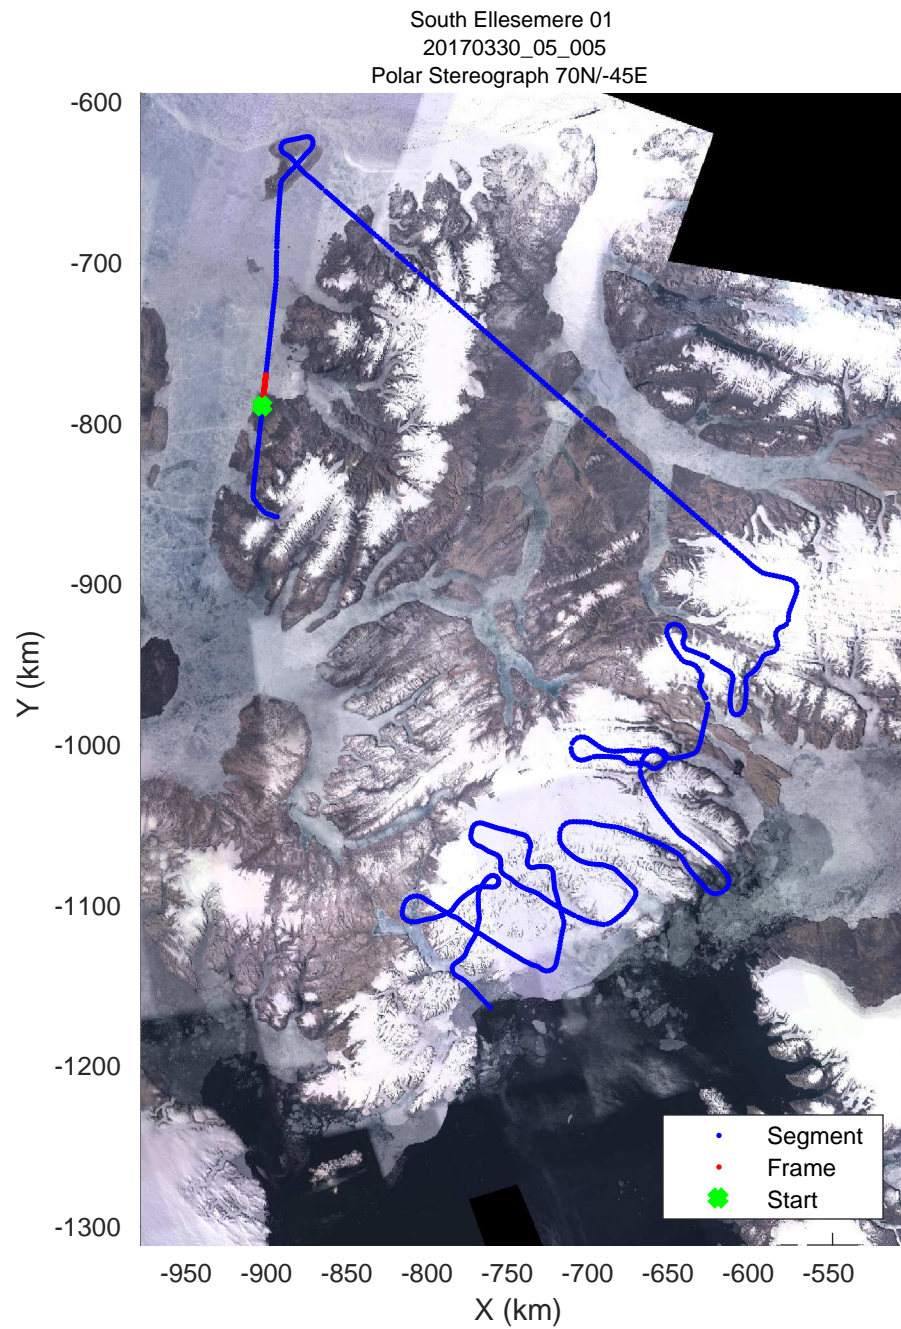 South Ellesemere 01
20170330_05_005
Polar Stereograph 70N/-45E
-600
-700
-800
-900
-1000
-1100
-1200
-1300
Y (km)
Segment
Frame
Start
-950 -900 -850 -800 -750 -700 -650 -600 -550
X (km)